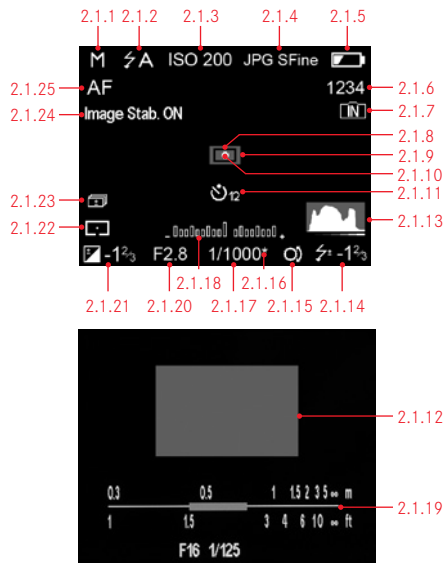 2.1.1 2.1.2 2.1.3 2.1.4 2.1.5
M A ISO 200 JPG SFine
2.1.25 AF 1234 2.1.6
2.1.24 Image Stab. ON IN 2.1.7
2.1.8
2.1.9
2.1.10
12 2.1.11
2.1.23
2.1.22 2.1.13
- +
-1⅔ F2.8 1/1000* ± -1⅔
2.1.18 2.1.16
2.1.21 2.1.20 2.1.17 2.1.15 2.1.14
2.1.12
0.3 0.5 1 1.5 2 3 5 ∞ m
2.1.19
1 1.5 3 4 6 10 ∞ ft
F16 1/125